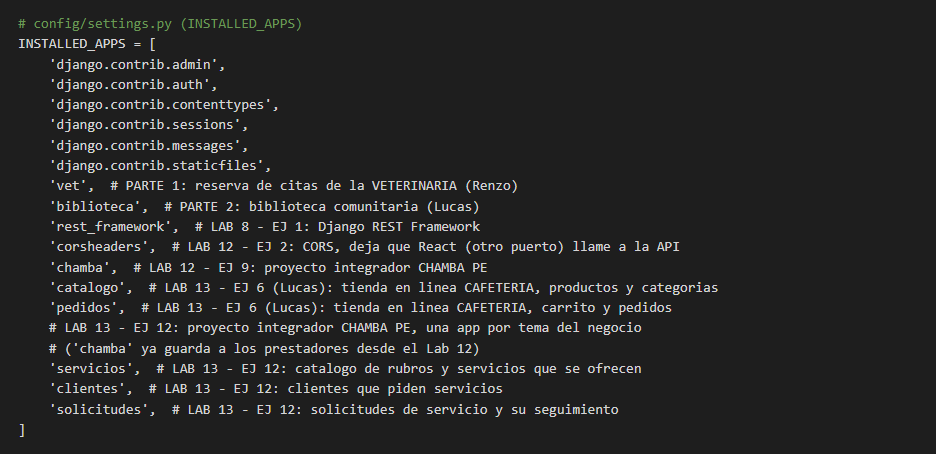 # config/settings.py (INSTALLED_APPS)
INSTALLED_APPS = [
    'django.contrib.admin',
    'django.contrib.auth',
    'django.contrib.contenttypes',
    'django.contrib.sessions',
    'django.contrib.messages',
    'django.contrib.staticfiles',
    'vet',  # PARTE 1: reserva de citas de la VETERINARIA (Renzo)
    'biblioteca',  # PARTE 2: biblioteca comunitaria (Lucas)
    'rest_framework',  # LAB 8 - EJ 1: Django REST Framework
    'corsheaders',  # LAB 12 - EJ 2: CORS, deja que React (otro puerto) llame a la API
    'chamba',  # LAB 12 - EJ 9: proyecto integrador CHAMBA PE
    'catalogo',  # LAB 13 - EJ 6 (Lucas): tienda en linea CAFETERIA, productos y categorias
    'pedidos',  # LAB 13 - EJ 6 (Lucas): tienda en linea CAFETERIA, carrito y pedidos
    # LAB 13 - EJ 12: proyecto integrador CHAMBA PE, una app por tema del negocio
    # ('chamba' ya guarda a los prestadores desde el Lab 12)
    'servicios',  # LAB 13 - EJ 12: catalogo de rubros y servicios que se ofrecen
    'clientes',  # LAB 13 - EJ 12: clientes que piden servicios
    'solicitudes',  # LAB 13 - EJ 12: solicitudes de servicio y su seguimiento
]